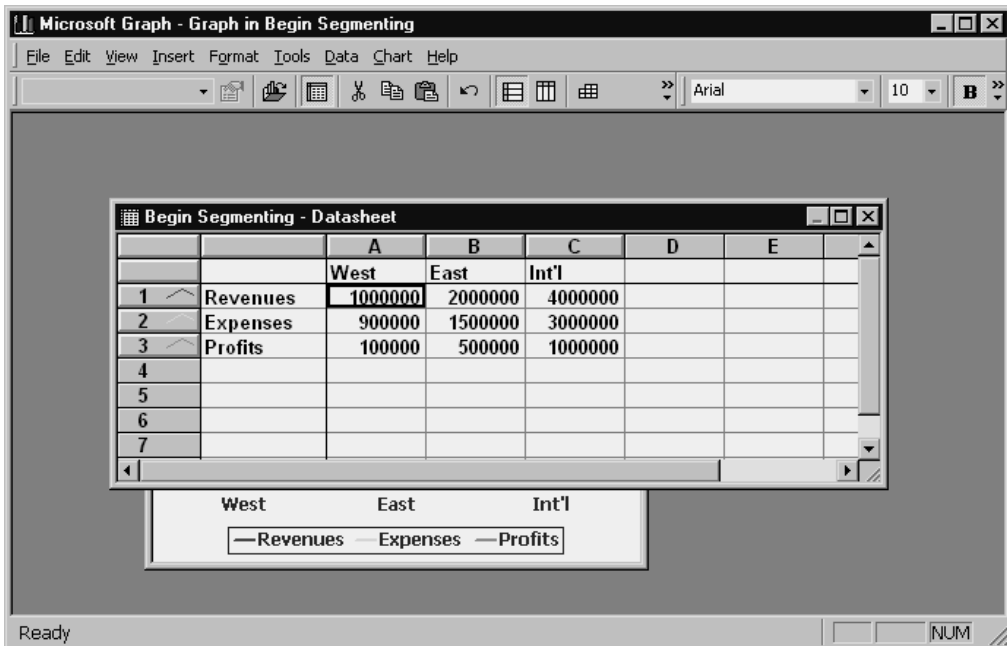 Microsoft Graph - Graph in Begin Segmenting
File Edit View Insert Format Tools Data Chart Help
Arial 10 B
Begin Segmenting - Datasheet
A B C D E
West East Int'l
1 Revenues 1000000 2000000 4000000
2 Expenses 900000 1500000 3000000
3 Profits 100000 500000 1000000
4
5
6
7
West East Int'l
Revenues Expenses Profits
Ready NUM